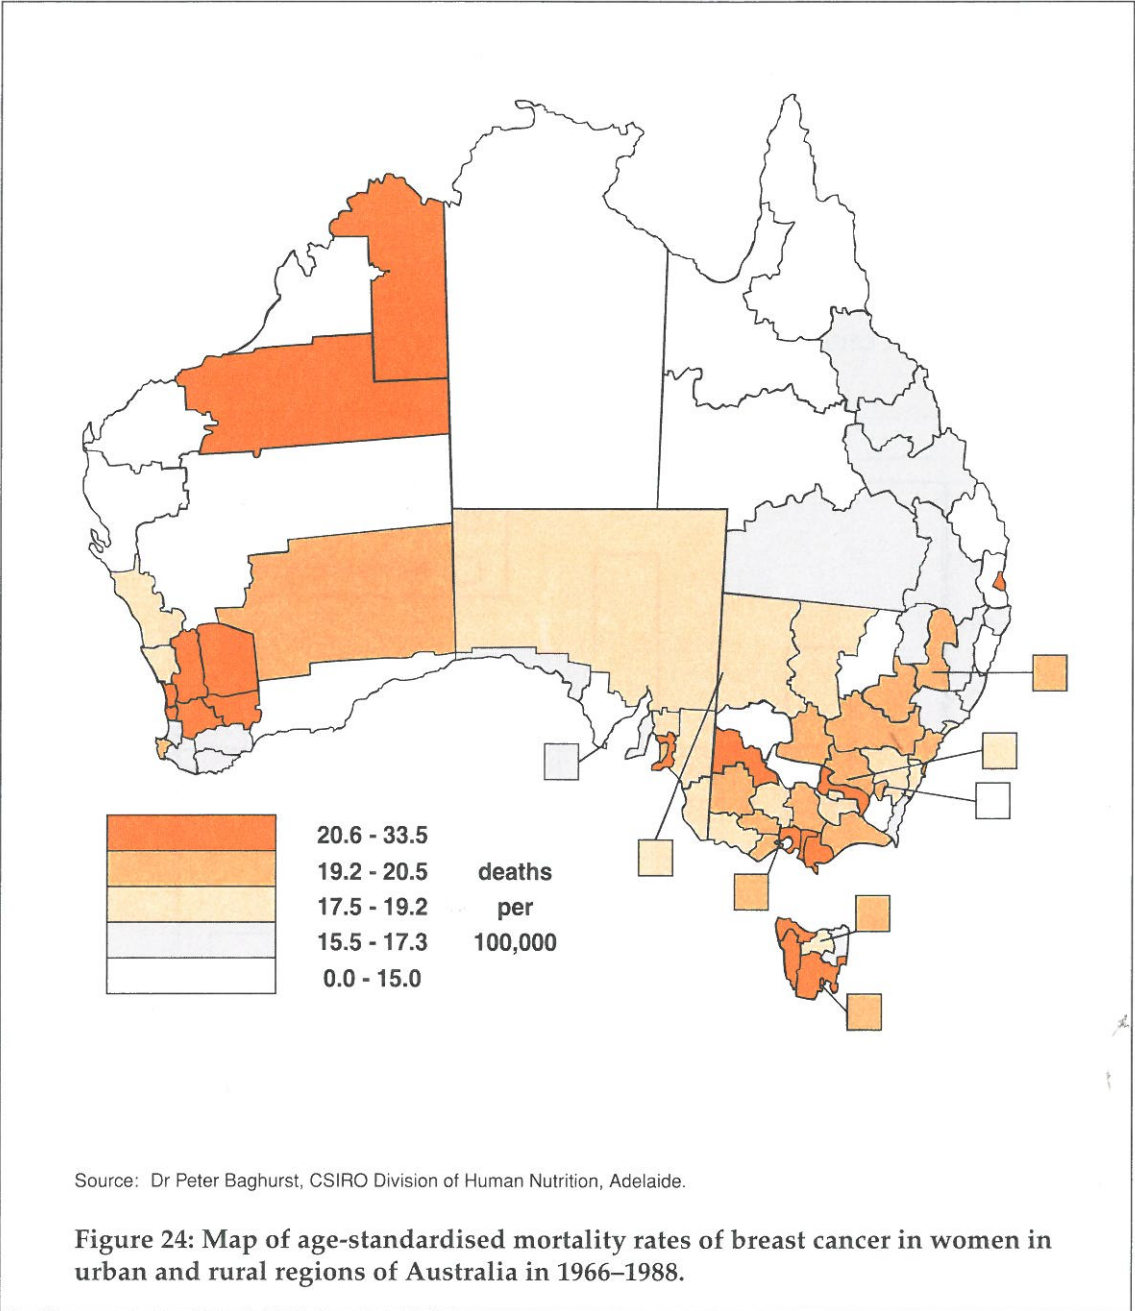 20.6 - 33.5
19.2 - 20.5 deaths
17.5 - 19.2 per
15.5 - 17.3 100,000
0.0 - 15.0
Source: Dr Peter Baghurst, CSIRO Division of Human Nutrition, Adelaide.
Figure 24: Map of age-standardised mortality rates of breast cancer in women in
urban and rural regions of Australia in 1966–1988.